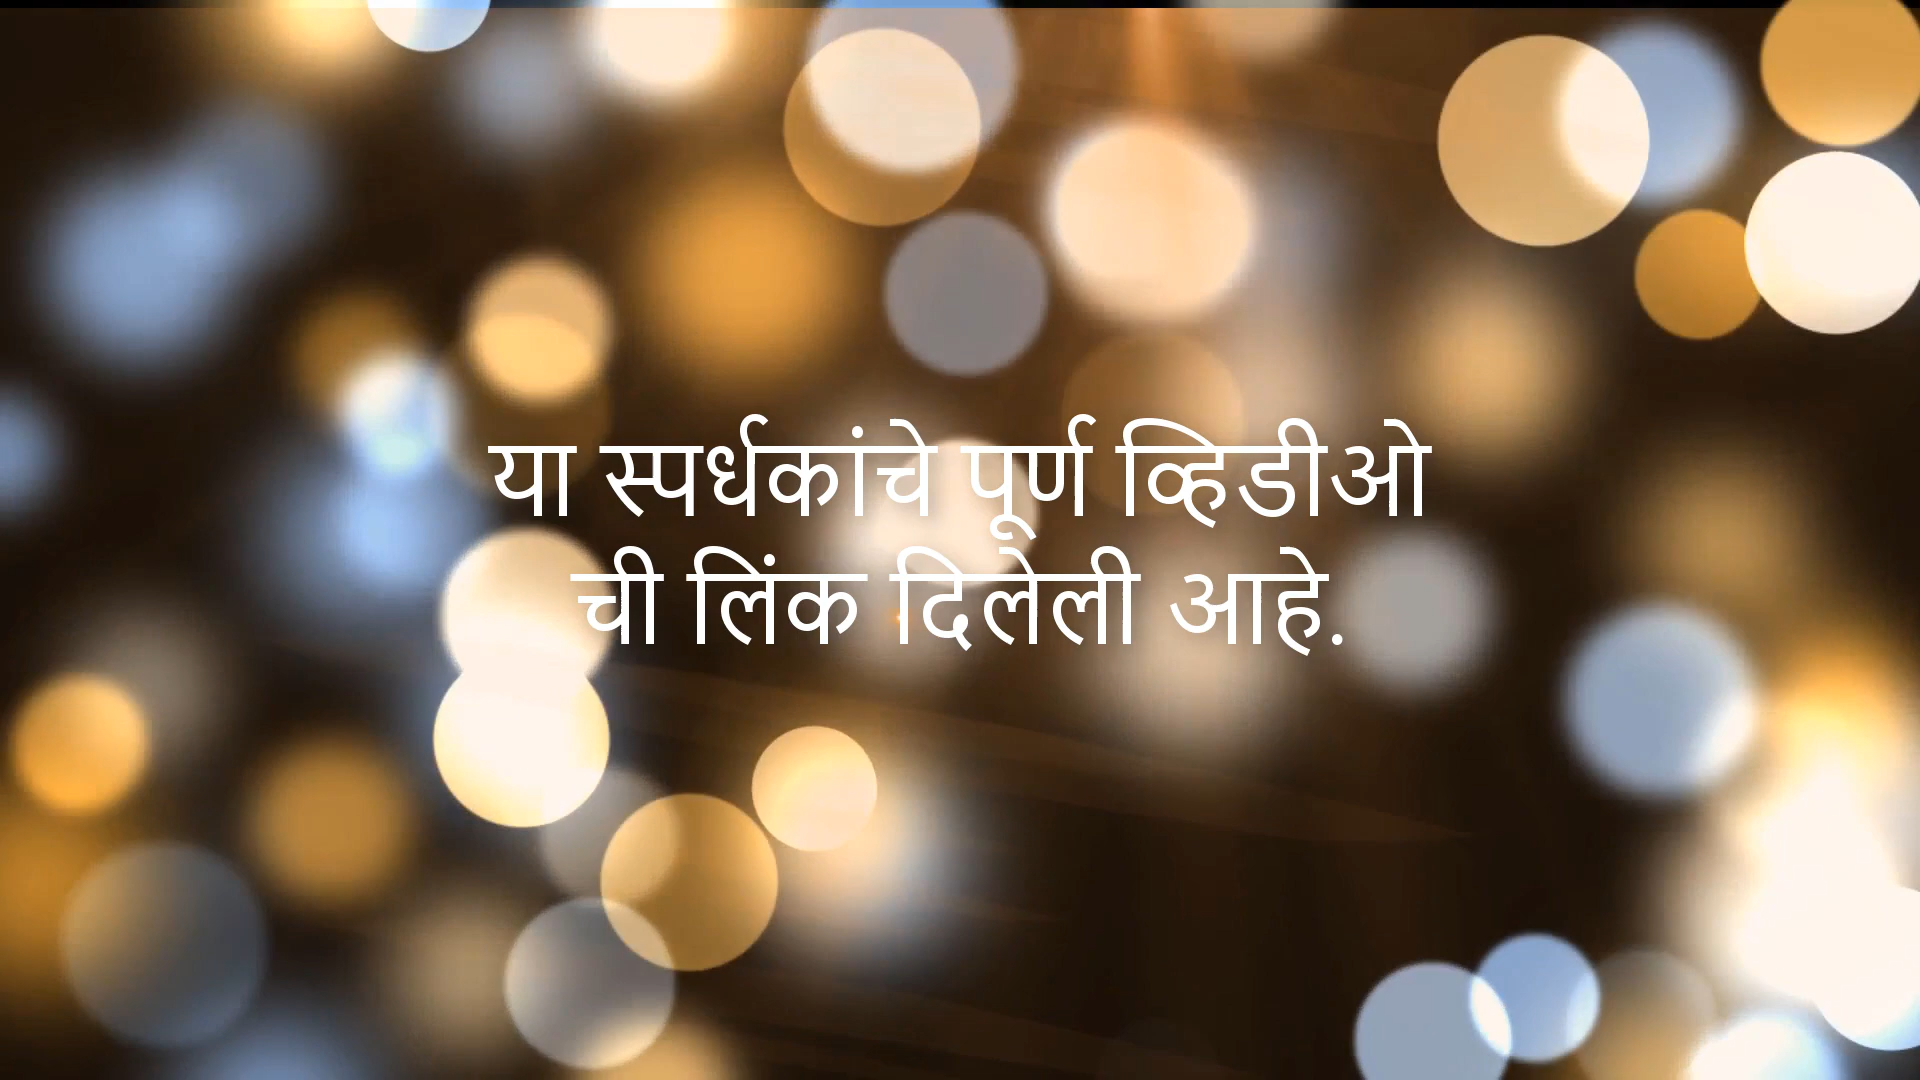 या स्पर्धकांचे पूर्ण व्हिडीओ
ची लिंक दिलेली आहे.